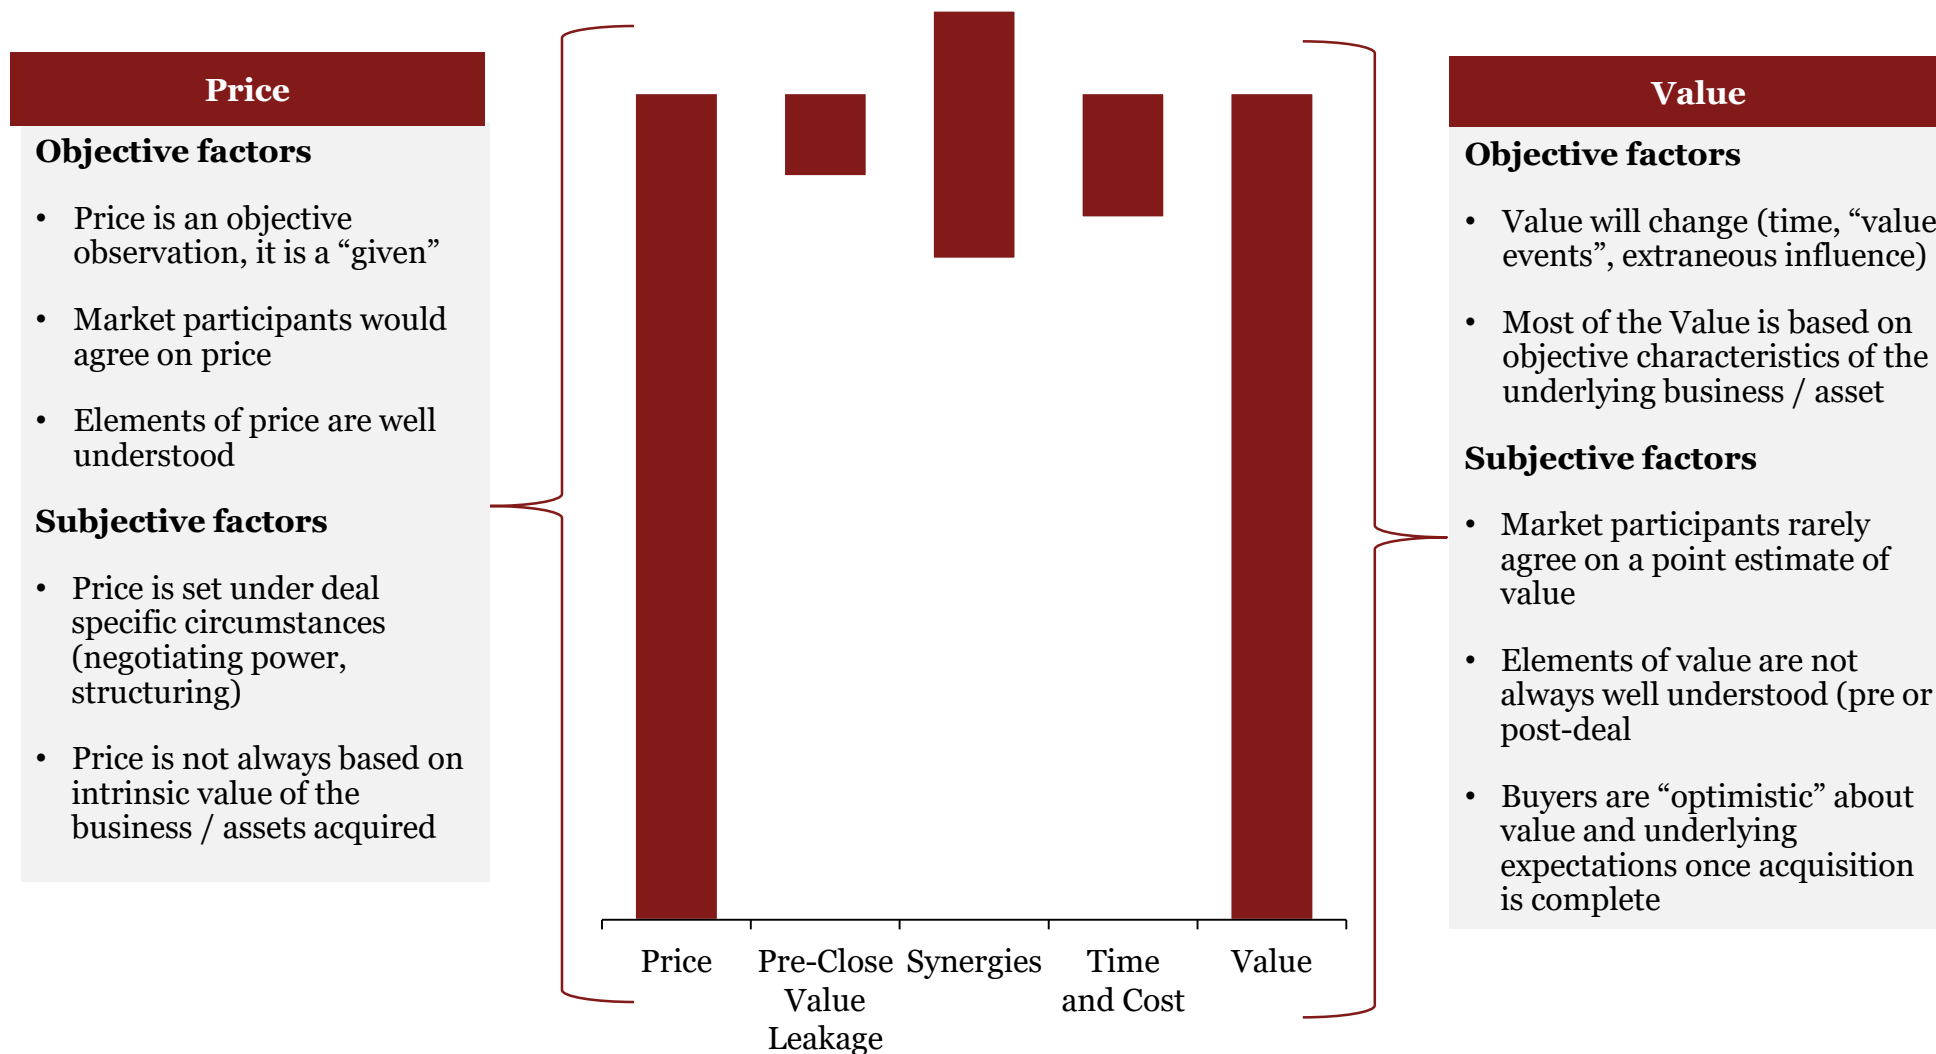 Price
Objective factors
• Price is an objective
observation, it is a “given”
• Market participants would
agree on price
• Elements of price are well
understood
Subjective factors
• Price is set under deal
specific circumstances
(negotiating power,
structuring)
• Price is not always based on
intrinsic value of the
business / assets acquired
Price
Pre-Close
Value
Leakage
Synergies
Time
and Cost
Value
Value
Objective factors
• Value will change (time, “value
events”, extraneous influence)
• Most of the Value is based on
objective characteristics of the
underlying business / asset
Subjective factors
• Market participants rarely
agree on a point estimate of
value
• Elements of value are not
always well understood (pre or
post-deal
• Buyers are “optimistic” about
value and underlying
expectations once acquisition
is complete